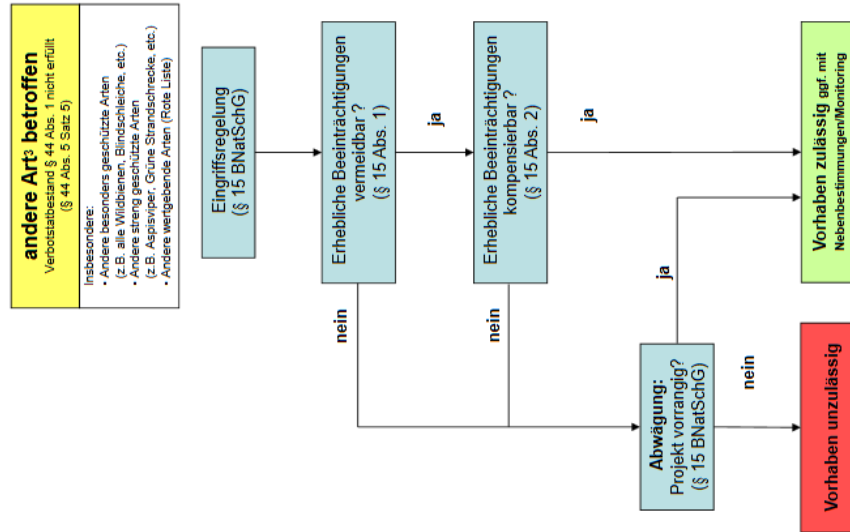 andere Art³ betroffen
Verbotstatbestand § 44 Abs. 1 nicht erfüllt
(§ 44 Abs. 5 Satz 5)
Insbesondere:
• Andere besonders geschützte Arten
(z.B. alle Wildbienen, Blindschleiche, etc.)
• Andere streng geschützte Arten
(z.B. Aspisviper, Grüne Strandschrecke, etc.)
• Andere wertgebende Arten (Rote Liste)
Eingriffsregelung
(§ 15 BNatSchG)
Erhebliche Beeinträchtigungen
vermeidbar ?
(§ 15 Abs. 1)
nein
ja
Erhebliche Beeinträchtigungen
kompensierbar ?
(§ 15 Abs. 2)
nein
ja
Abwägung:
Projekt vorrangig?
(§ 15 BNatSchG)
ja
nein
Vorhaben unzulässig
Vorhaben zulässig ggf. mit
Nebenbestimmungen/Monitoring